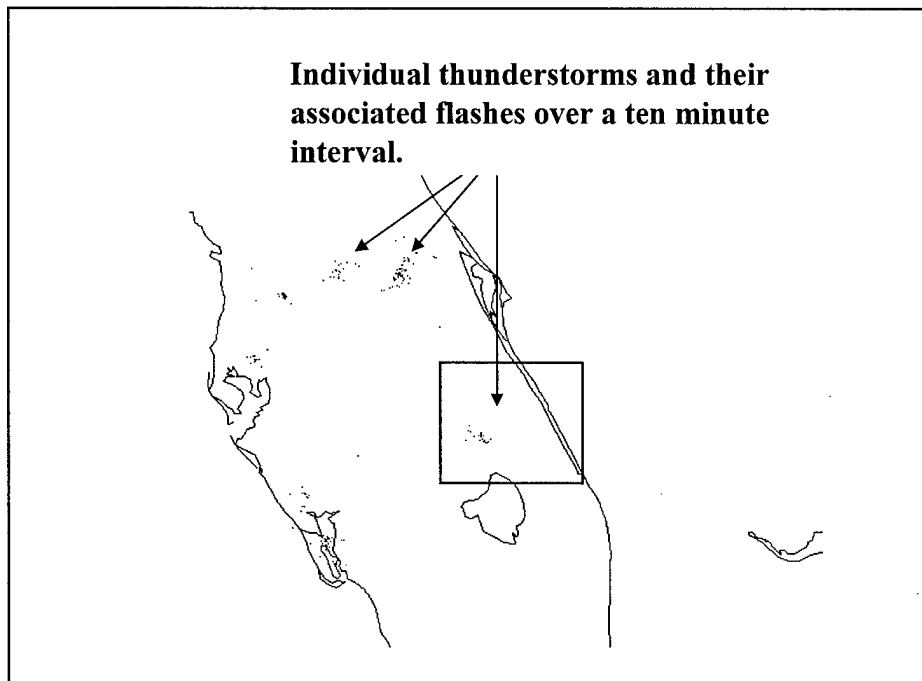 Individual thunderstorms and their
associated flashes over a ten minute
interval.